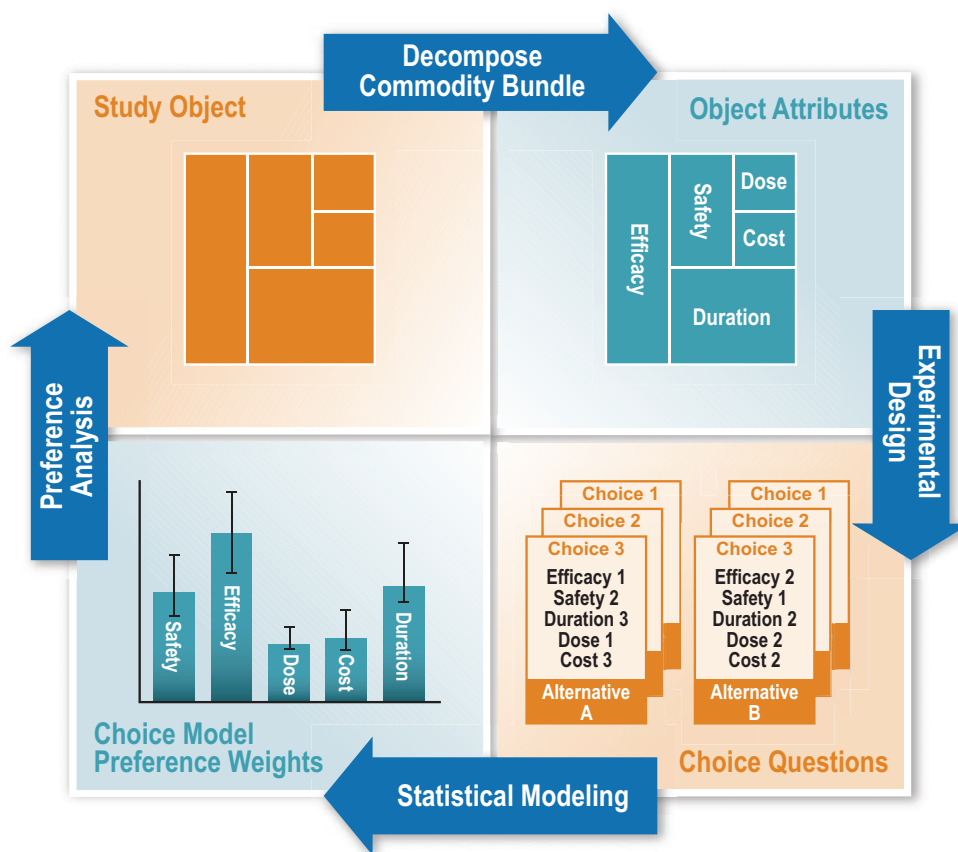 Decompose
Commodity Bundle
Study Object
Object Attributes
Efficacy
Safety
Dose
Cost
Duration
Experimental
Design
Preference
Analysis
Safety
Efficacy
Dose
Cost
Duration
Choice Model
Preference Weights
Choice 1
Choice 2
Choice 3
Efficacy 1
Safety 2
Duration 3
Dose 1
Cost 3
Alternative
A
Choice 1
Choice 2
Choice 3
Efficacy 2
Safety 1
Duration 2
Dose 2
Cost 2
Alternative
B
Choice Questions
Statistical Modeling